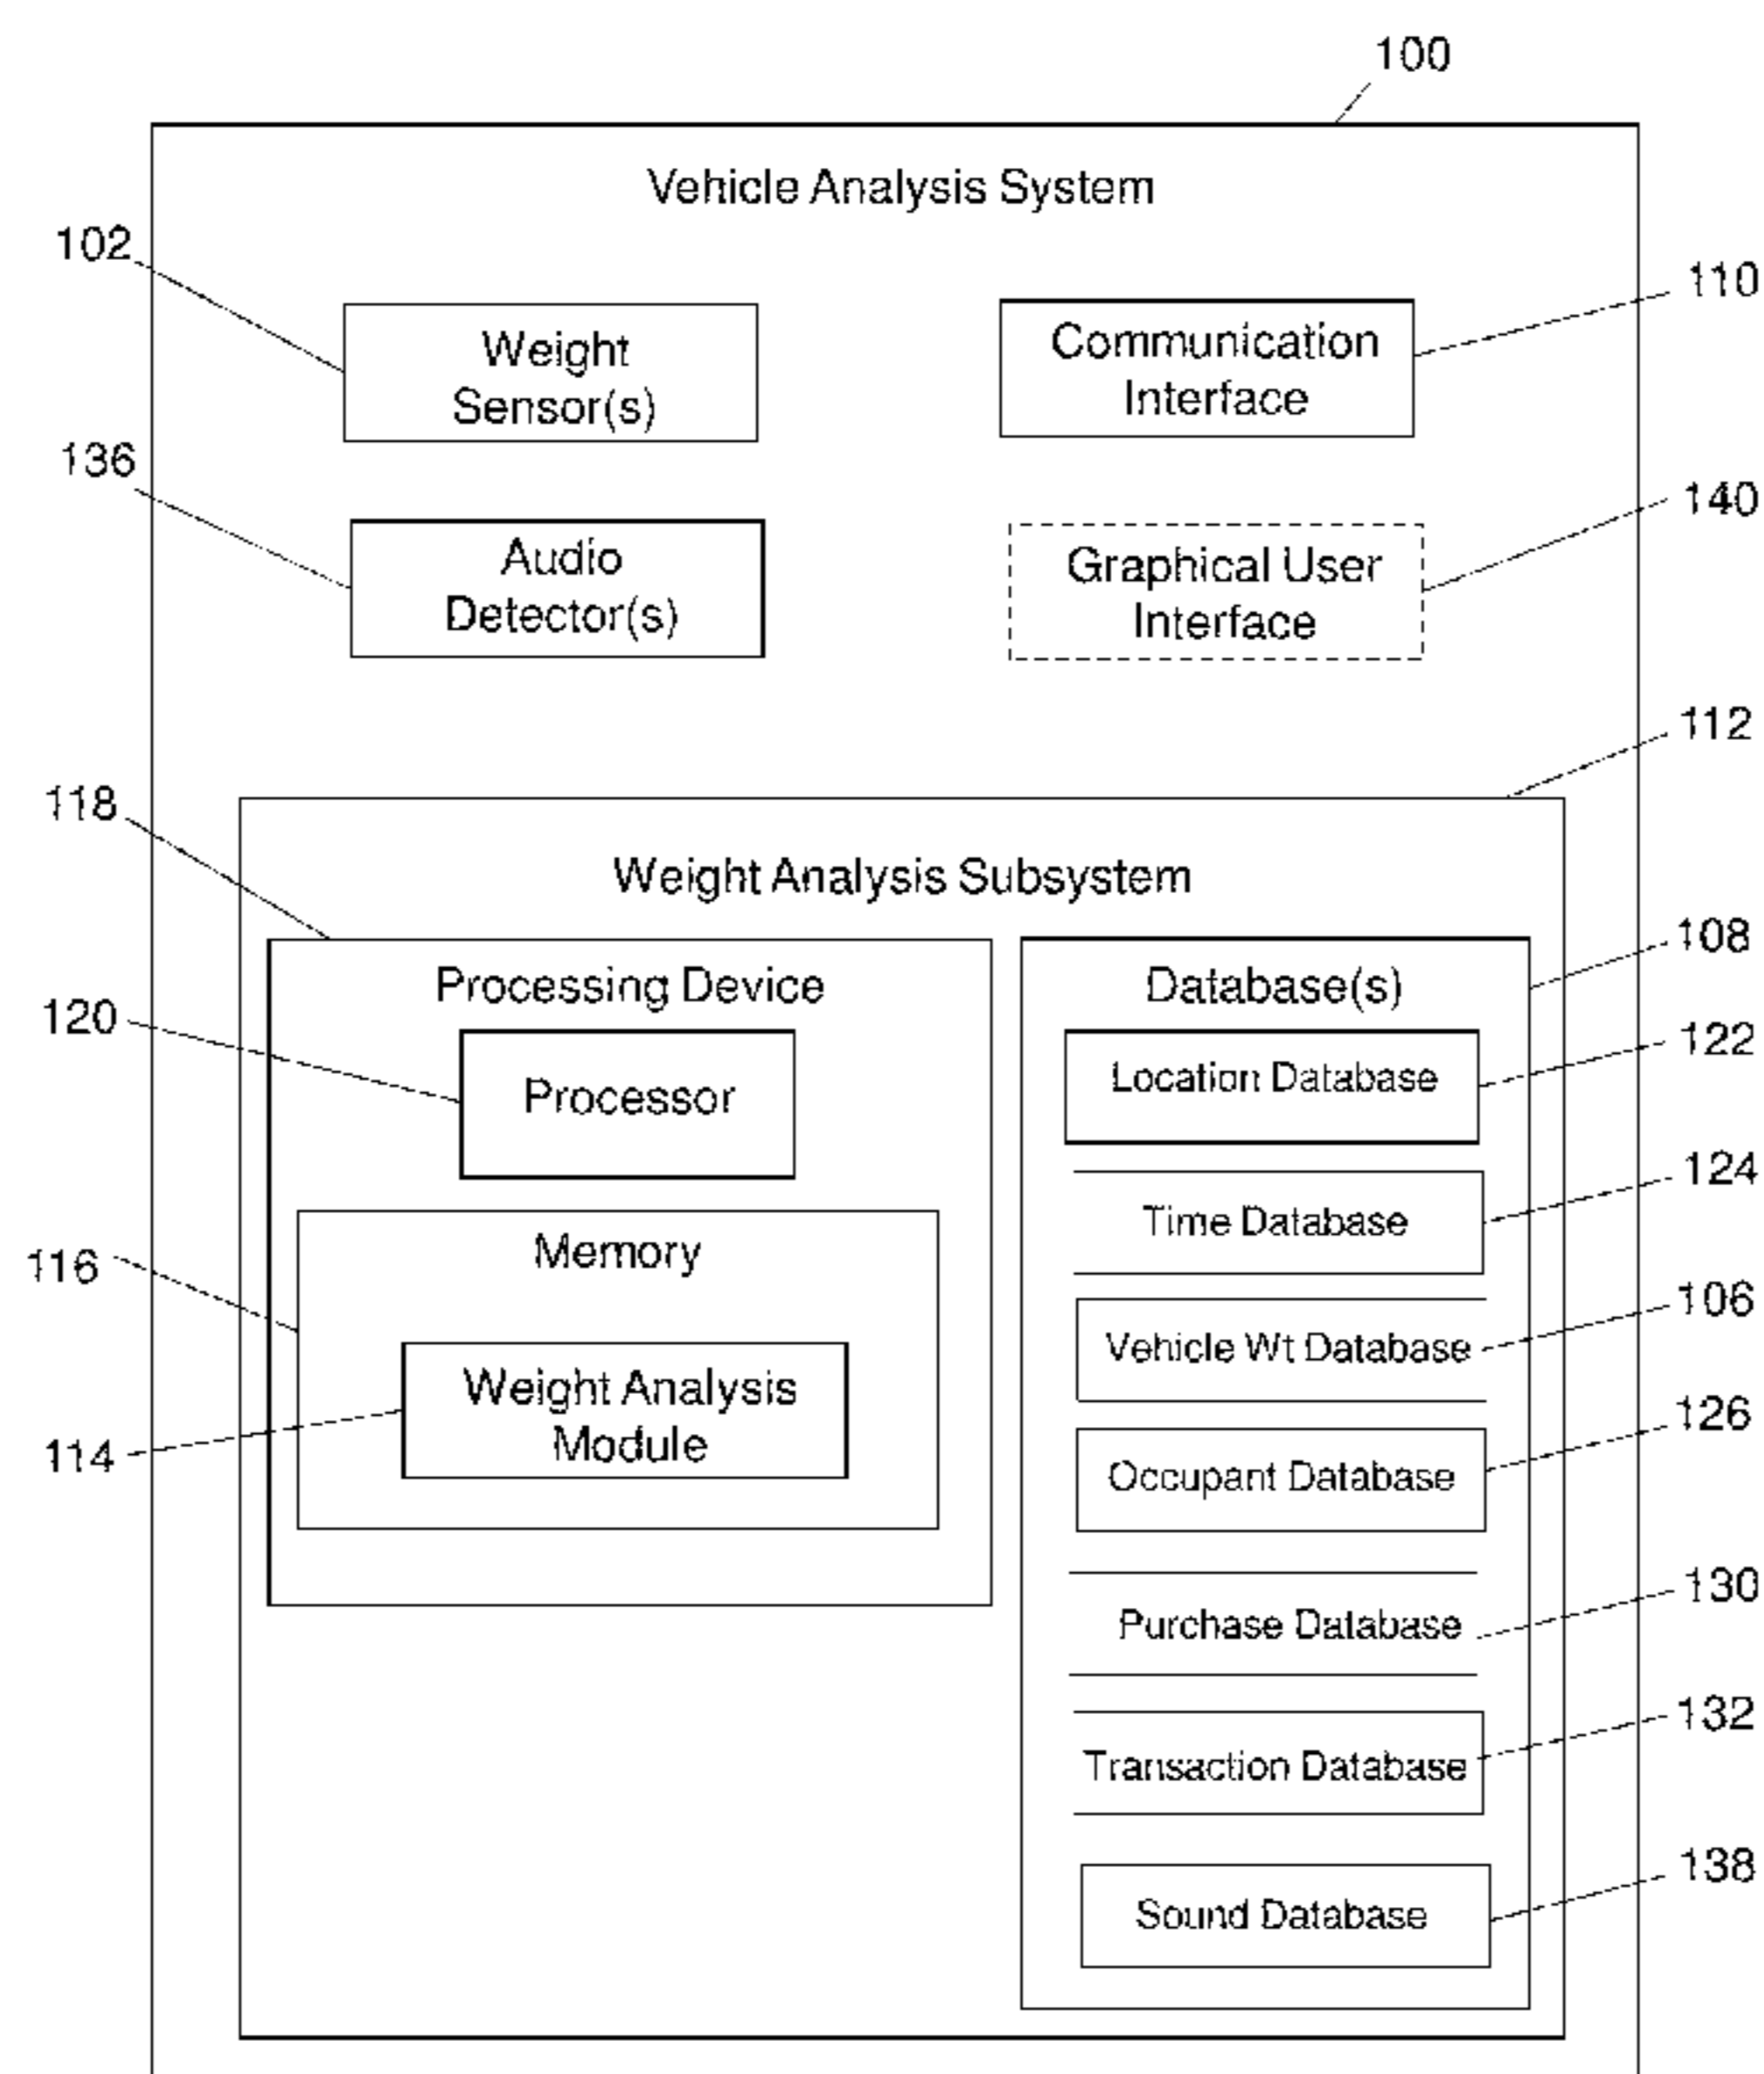 100
Vehicle Analysis System
102
110
Weight
Sensor(s)
Communication
Interface
136
140
Audio
Detector(s)
Graphical User
Interface
112
118
Weight Analysis Subsystem
108
Processing Device
Database(s)
120
122
Processor
Location Database
124
Time Database
116
Memory
106
Vehicle Wt Database
114
Weight Analysis
Module
126
Occupant Database
130
Purchase Database
132
Transaction Database
138
Sound Database